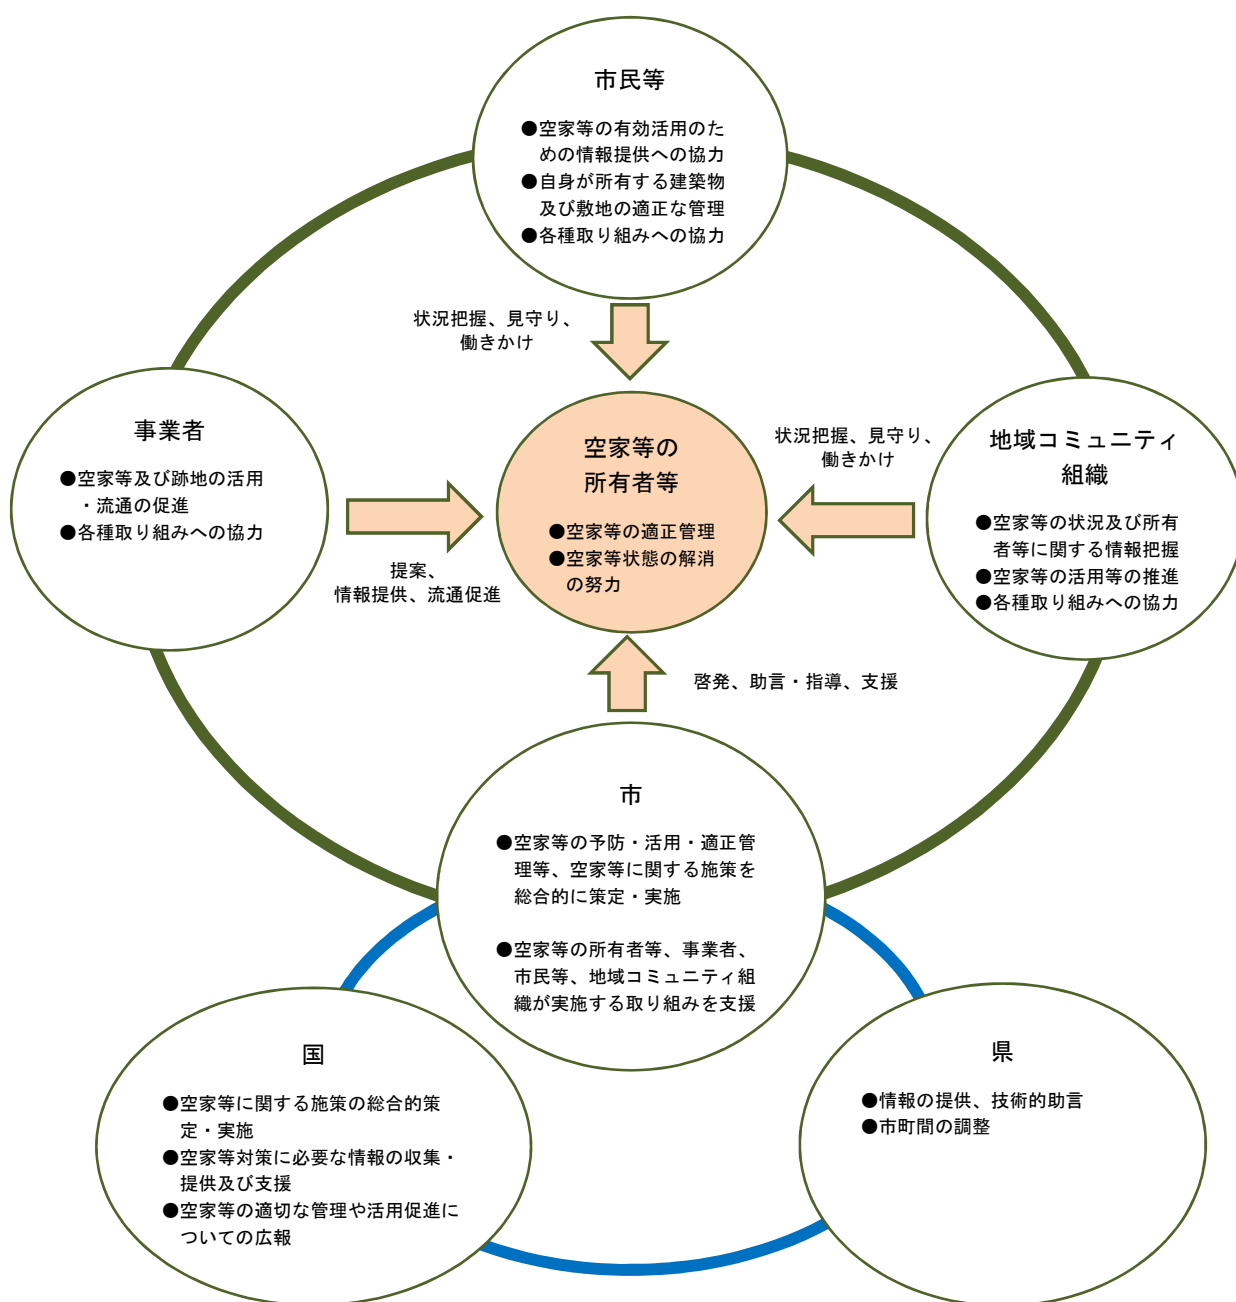 市民等
●空家等の有効活用のた
めの情報提供への協力
●自身が所有する建築物
及び敷地の適正な管理
●各種取り組みへの協力
状況把握、見守り、
働きかけ
事業者
●空家等及び跡地の活用
・流通の促進
●各種取り組みへの協力
提案、
情報提供、流通促進
空家等の
所有者等
●空家等の適正管理
●空家等状態の解消
の努力
状況把握、見守り、
働きかけ
地域コミュニティ
組織
●空家等の状況及び所有
者等に関する情報把握
●空家等の活用等の推進
●各種取り組みへの協力
啓発、助言・指導、支援
市
●空家等の予防・活用・適正管
理等、空家等に関する施策を
総合的に策定・実施
●空家等の所有者等、事業者、
市民等、地域コミュニティ組
織が実施する取り組みを支援
国
●空家等に関する施策の総合的策
定・実施
●空家等対策に必要な情報の収集・
提供及び支援
●空家等の適切な管理や活用促進に
ついての広報
県
●情報の提供、技術的助言
●市町間の調整